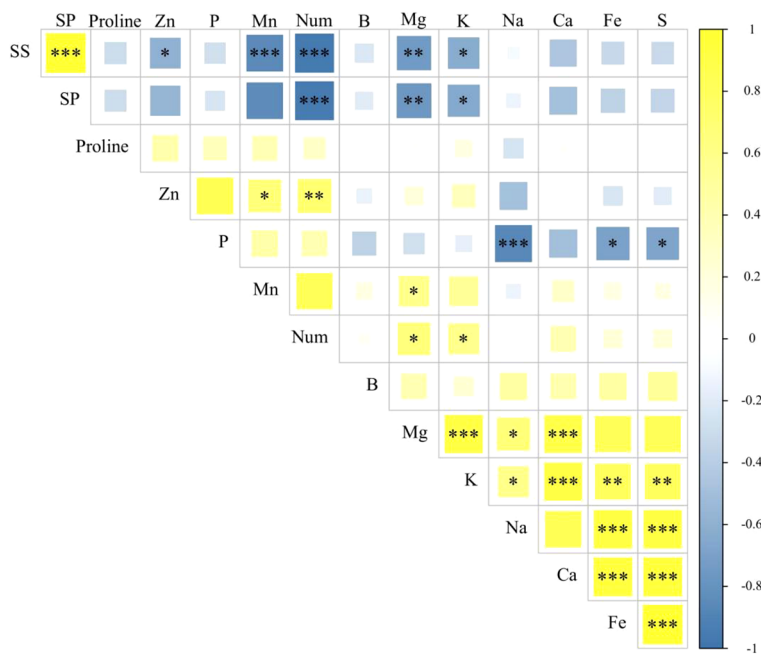 SP Proline Zn P Mn Num B Mg K Na Ca Fe S
1
SS *** * *** *** ** *
0.8
SP *** ** *
0.6
Proline
Zn * **
0.4
P *** * *
0.2
Mn *
0
Num * *
-0.2
B
Mg *** * ***
-0.4
K * *** ** **
-0.6
Na *** ***
Ca *** ***
-0.8
Fe ***
-1